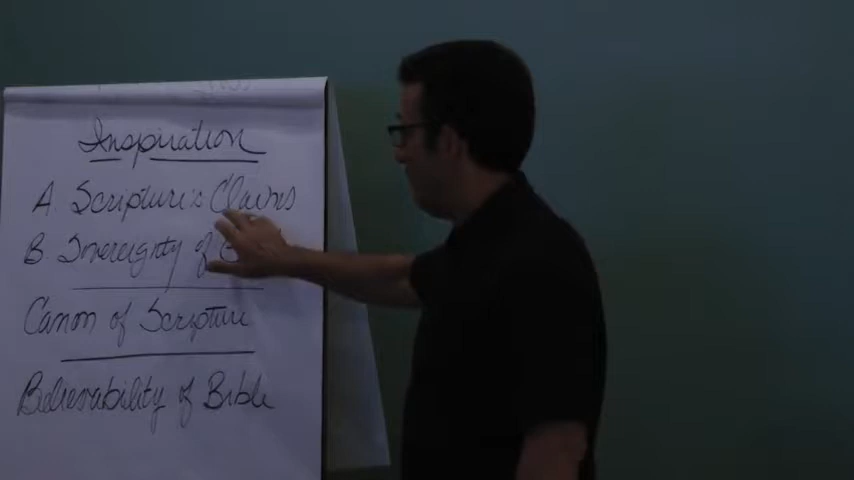 Inspiration
A Scripture's Claims
B Sovereignty of
Canon of Scripture
Believability of Bible